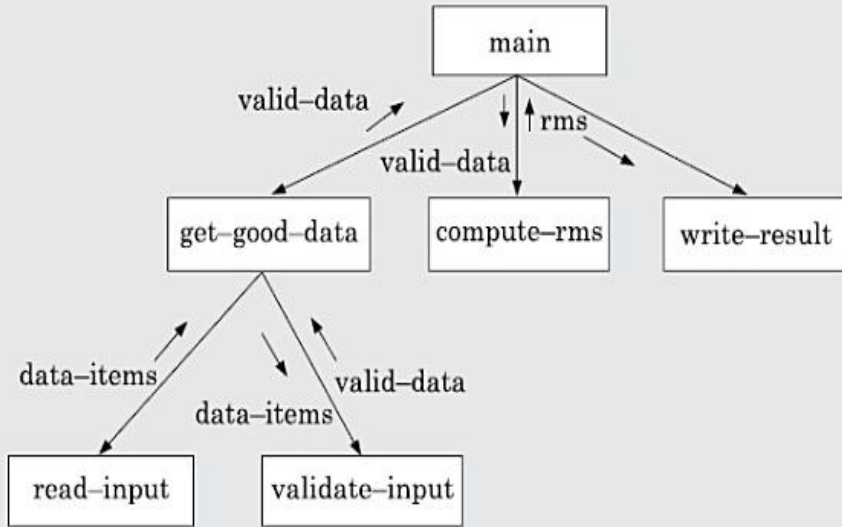 main
valid–data
rms
valid–data
get–good–data
compute–rms
write–result
data–items
valid–data
data–items
read–input
validate–input